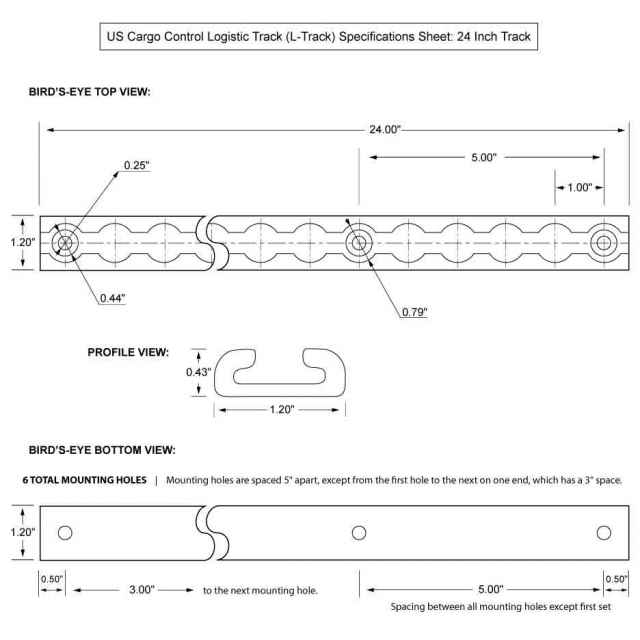 US Cargo Control Logistic Track (L-Track) Specifications Sheet: 24 Inch Track
BIRD'S-EYE TOP VIEW:
24.00"
5.00"
0.25"
1.00"
1.20"
0.44"
0.79"
PROFILE VIEW:
0.43"
1.20"
BIRD'S-EYE BOTTOM VIEW:
6 TOTAL MOUNTING HOLES | Mounting holes are spaced 5" apart, except from the first hole to the next on one end, which has a 3" space.
1.20"
0.50"
3.00"
to the next mounting hole.
5.00"
0.50"
Spacing between all mounting holes except first set